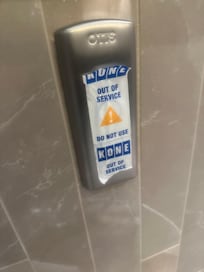 OTIS
KONE
OUT OF
SERVICE
!
DO NOT USE
KONE
OUT OF
SERVICE